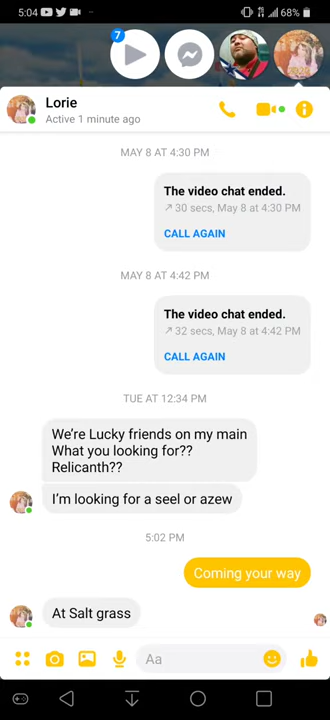 5:04
68%
7
Lorie
Active 1 minute ago
MAY 8 AT 4:30 PM
The video chat ended.
↗ 30 secs, May 8 at 4:30 PM
CALL AGAIN
MAY 8 AT 4:42 PM
The video chat ended.
↗ 32 secs, May 8 at 4:42 PM
CALL AGAIN
TUE AT 12:34 PM
We're Lucky friends on my main
What you looking for??
Relicanth??
I'm looking for a seel or azew
5:02 PM
Coming your way
At Salt grass
Aa